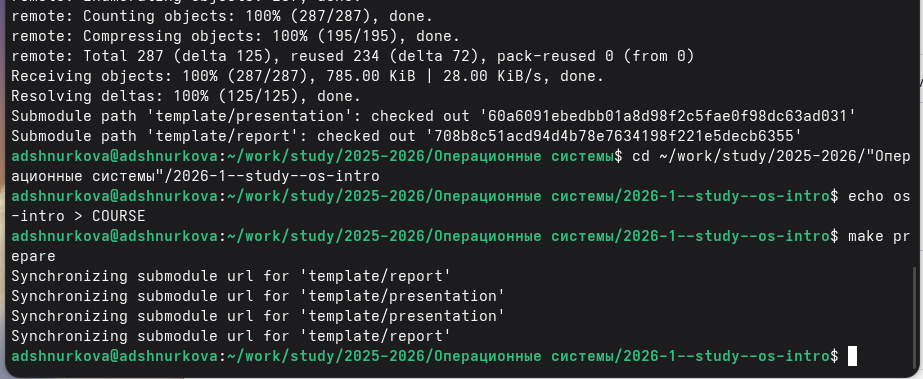 remote: Enumerating objects: 287, done.
remote: Counting objects: 100% (287/287), done.
remote: Compressing objects: 100% (195/195), done.
remote: Total 287 (delta 125), reused 234 (delta 72), pack-reused 0 (from 0)
Receiving objects: 100% (287/287), 785.00 KiB | 28.00 KiB/s, done.
Resolving deltas: 100% (125/125), done.
Submodule path 'template/presentation': checked out '60a6091ebedbb01a8d98f2c5fae0f98dc63ad031'
Submodule path 'template/report': checked out '708b8c51acd94d4b78e7634198f221e5decb6355'
adshnurkova@adshnurkova:~/work/study/2025-2026/Операционные системы$ cd ~/work/study/2025-2026/"Опер
ационные системы"/2026-1--study--os-intro
adshnurkova@adshnurkova:~/work/study/2025-2026/Операционные системы/2026-1--study--os-intro$ echo os
-intro > COURSE
adshnurkova@adshnurkova:~/work/study/2025-2026/Операционные системы/2026-1--study--os-intro$ make pr
epare
Synchronizing submodule url for 'template/report'
Synchronizing submodule url for 'template/presentation'
Synchronizing submodule url for 'template/presentation'
Synchronizing submodule url for 'template/report'
adshnurkova@adshnurkova:~/work/study/2025-2026/Операционные системы/2026-1--study--os-intro$